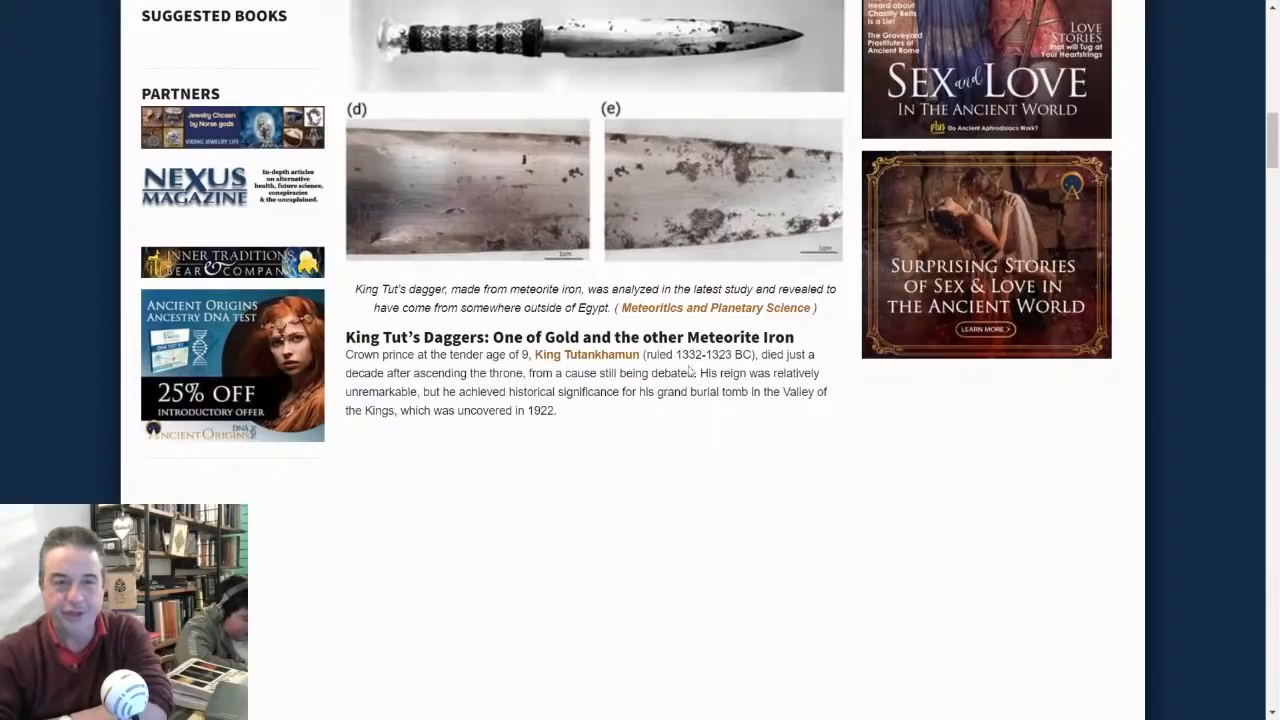 SUGGESTED BOOKS
PARTNERS
Jewelry Chosen
by Norse gods
VIKING JEWELRY LIFE
NEXUS
MAGAZINE
In-depth articles
on alternative
health, future science,
conspiracies
& the unexplained.
INNER TRADITIONS
BEAR & COMPANY
ANCIENT ORIGINS
ANCESTRY DNA TEST
25% OFF
INTRODUCTORY OFFER
ANCIENT ORIGINS
DNA
(d)
(e)
1cm
1cm
King Tut's dagger, made from meteorite iron, was analyzed in the latest study and revealed to
have come from somewhere outside of Egypt. ( Meteoritics and Planetary Science )
King Tut's Daggers: One of Gold and the other Meteorite Iron
Crown prince at the tender age of 9, King Tutankhamun (ruled 1332-1323 BC), died just a
decade after ascending the throne, from a cause still being debated. His reign was relatively
unremarkable, but he achieved historical significance for his grand burial tomb in the Valley of
the Kings, which was uncovered in 1922.
Heard about
Chastity Belts
is a Lie!
The Graveyard
Prostitutes of
Ancient Rome
LOVE
STORIES
that will Tug at
Your Heartstrings
SEX and LOVE
IN THE ANCIENT WORLD
plus Do Ancient Aphrodisiacs Work?
SURPRISING STORIES
OF SEX & LOVE IN
THE ANCIENT WORLD
LEARN MORE >